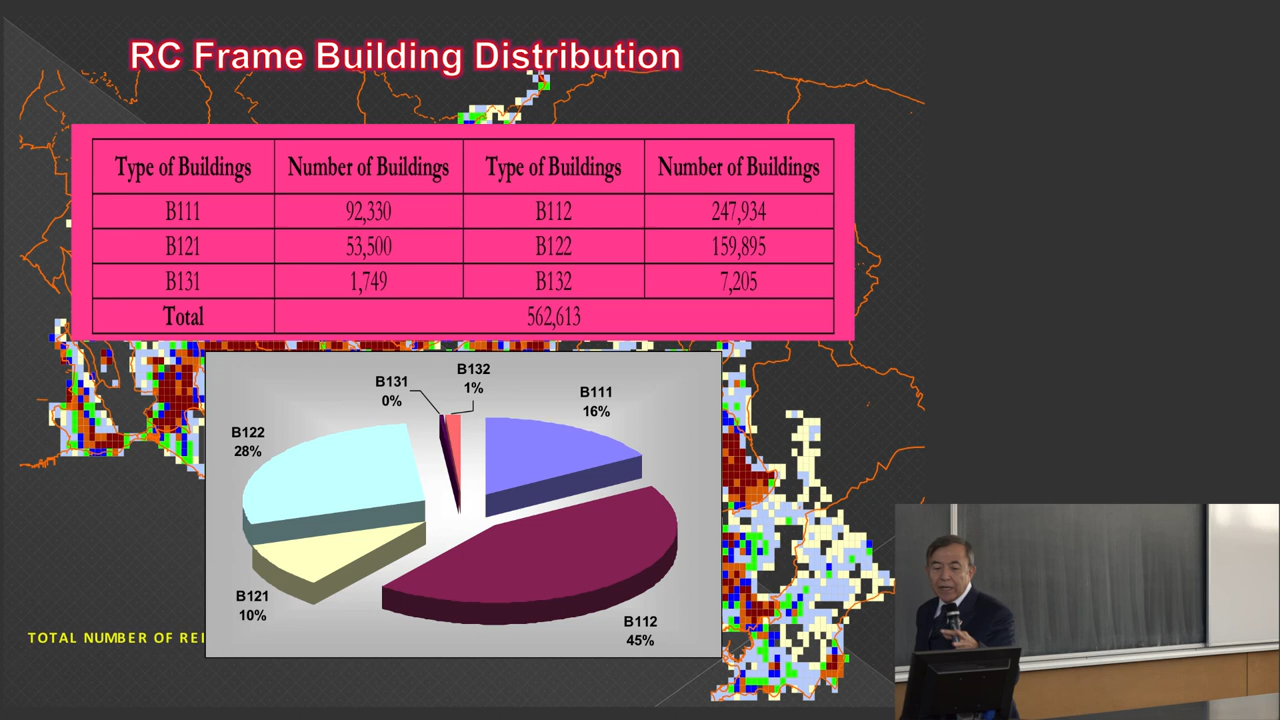 RC Frame Building Distribution
Type of Buildings Number of Buildings Type of Buildings Number of Buildings
B111 92,330 B112 247,934
B121 53,500 B122 159,895
B131 1,749 B132 7,205
Total 562,613
B132
1%
B131
0%
B111
16%
B122
28%
B121
10%
B112
45%
TOTAL NUMBER OF REI